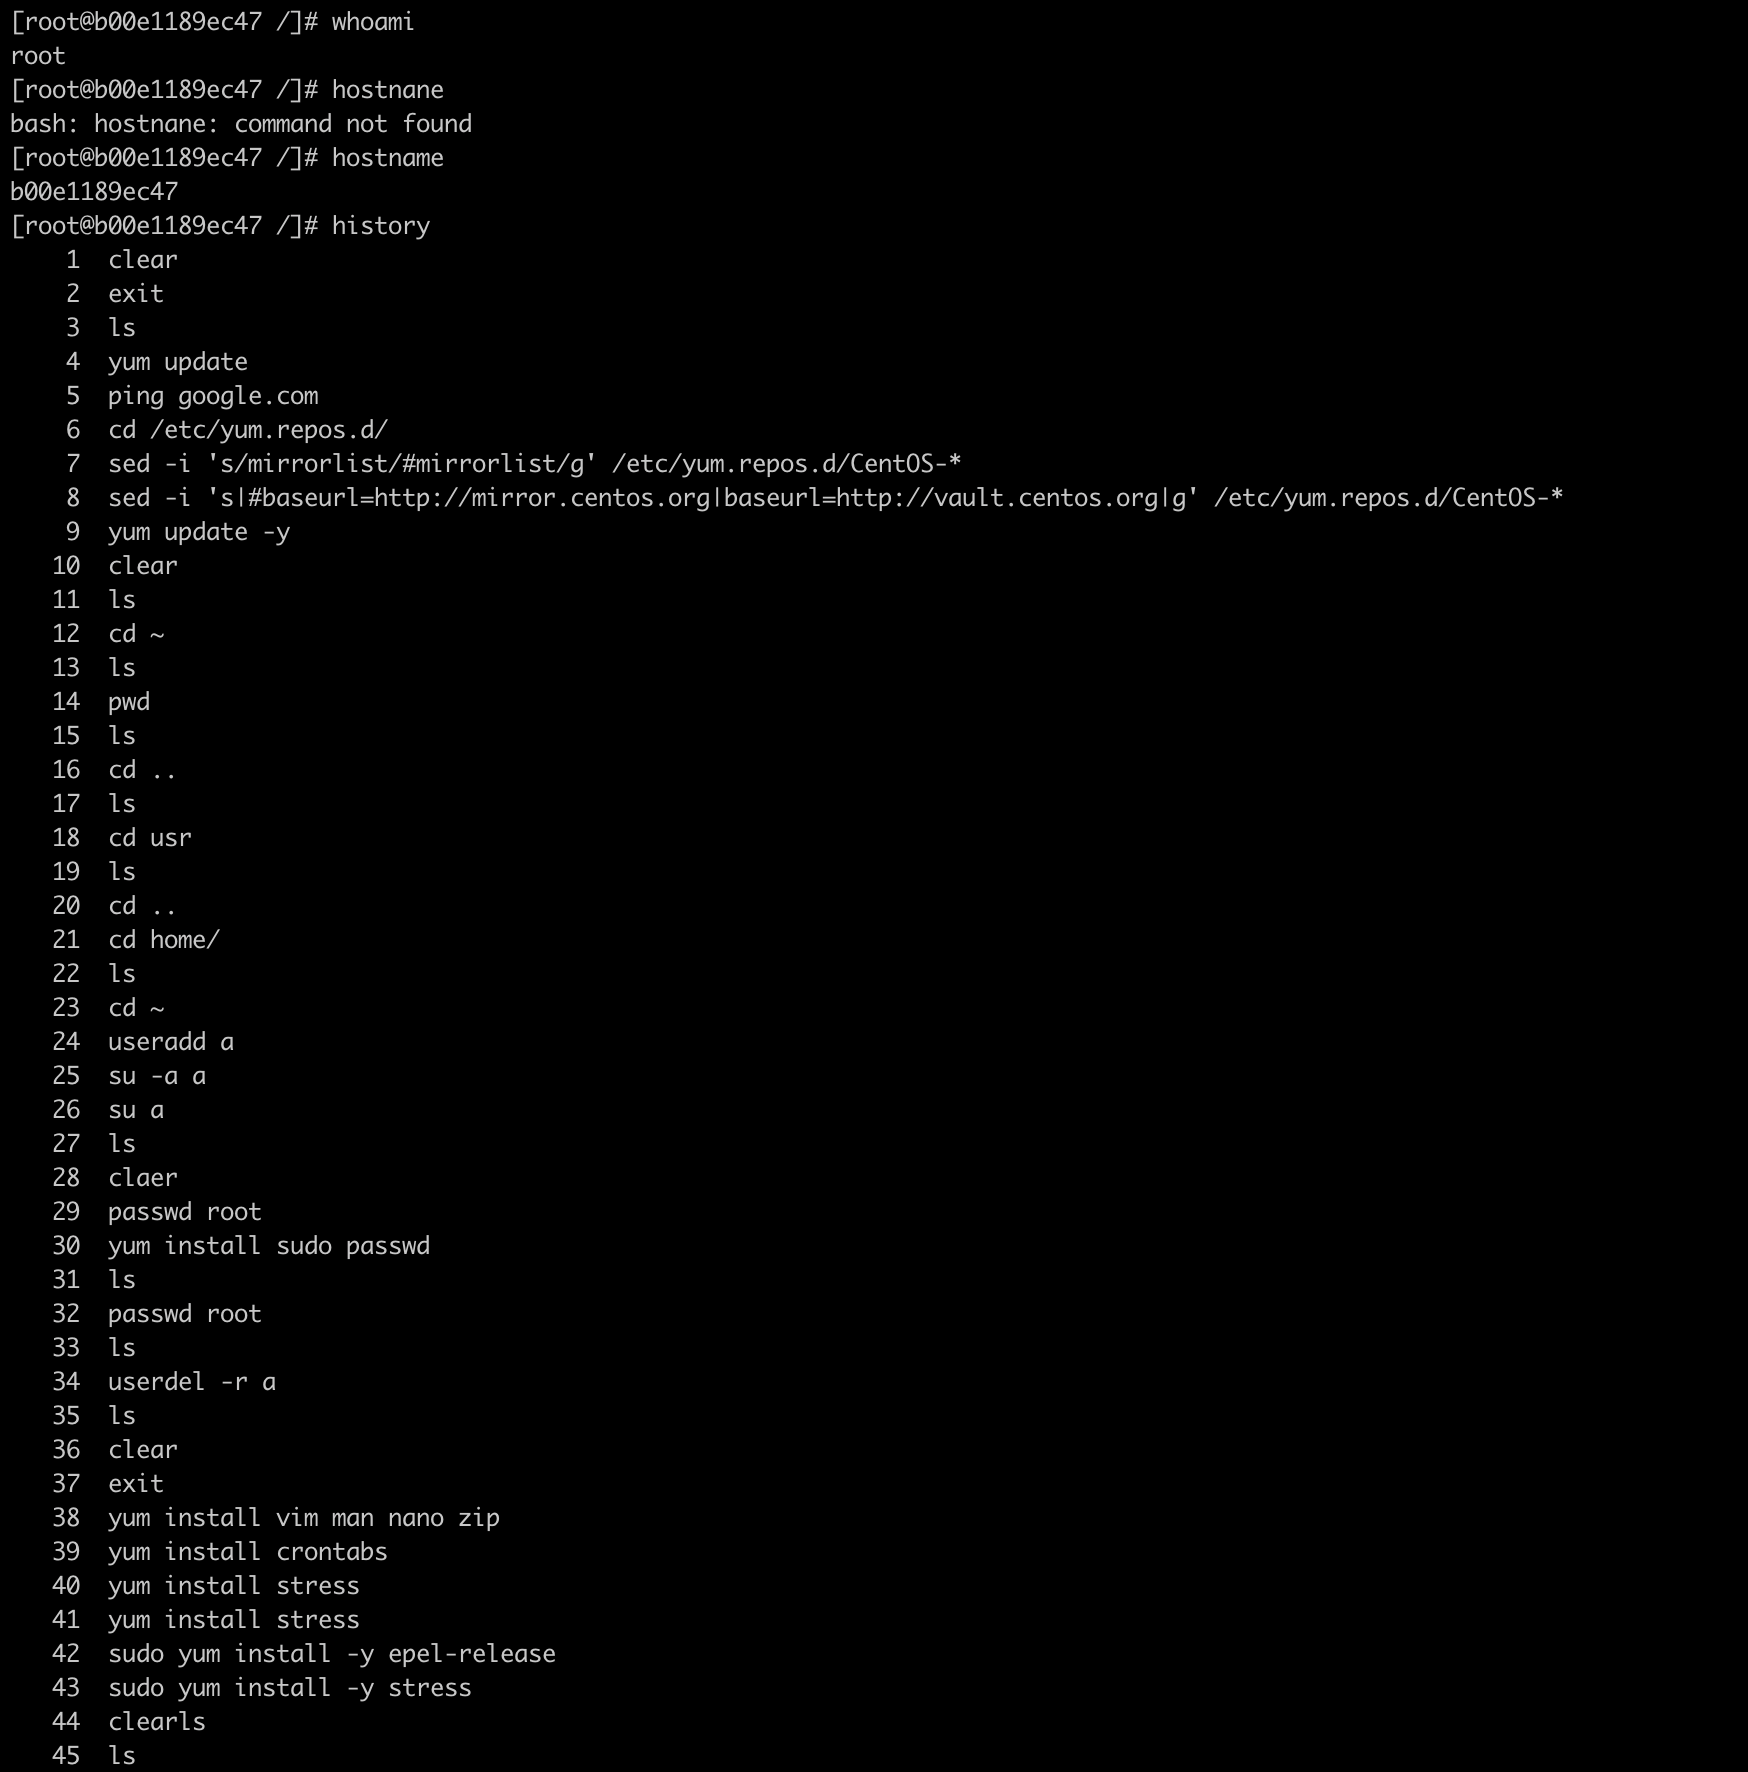 [root@b00e1189ec47 /]# whoami
root
[root@b00e1189ec47 /]# hostnane
bash: hostnane: command not found
[root@b00e1189ec47 /]# hostname
b00e1189ec47
[root@b00e1189ec47 /]# history
    1  clear
    2  exit
    3  ls
    4  yum update
    5  ping google.com
    6  cd /etc/yum.repos.d/
    7  sed -i 's/mirrorlist/#mirrorlist/g' /etc/yum.repos.d/CentOS-*
    8  sed -i 's|#baseurl=http://mirror.centos.org|baseurl=http://vault.centos.org|g' /etc/yum.repos.d/CentOS-*
    9  yum update -y
   10  clear
   11  ls
   12  cd ~
   13  ls
   14  pwd
   15  ls
   16  cd ..
   17  ls
   18  cd usr
   19  ls
   20  cd ..
   21  cd home/
   22  ls
   23  cd ~
   24  useradd a
   25  su -a a
   26  su a
   27  ls
   28  claer
   29  passwd root
   30  yum install sudo passwd
   31  ls
   32  passwd root
   33  ls
   34  userdel -r a
   35  ls
   36  clear
   37  exit
   38  yum install vim man nano zip
   39  yum install crontabs
   40  yum install stress
   41  yum install stress
   42  sudo yum install -y epel-release
   43  sudo yum install -y stress
   44  clearls
   45  ls